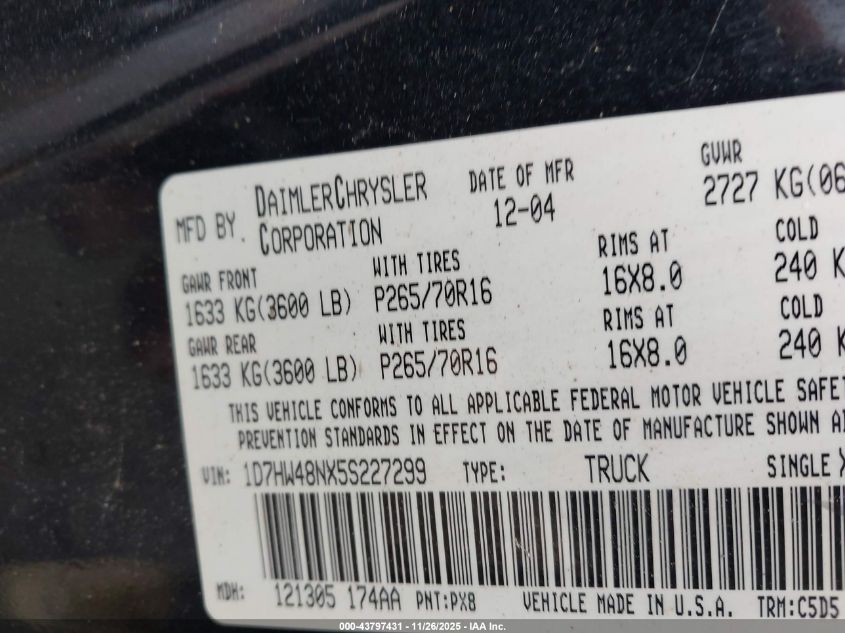 MFD BY DAIMLERCHRYSLER CORPORATION
DATE OF MFR 12-04
GVWR 2727 KG(06
GAWR FRONT WITH TIRES RIMS AT COLD
1633 KG(3600 LB) P265/70R16 16X8.0 240 K
GAWR REAR WITH TIRES RIMS AT COLD
1633 KG(3600 LB) P265/70R16 16X8.0 240 K
THIS VEHICLE CONFORMS TO ALL APPLICABLE FEDERAL MOTOR VEHICLE SAFET
PREVENTION STANDARDS IN EFFECT ON THE DATE OF MANUFACTURE SHOWN A
VIN: 1D7HW48NX5S227299 TYPE: TRUCK SINGLE X
MDH: 121305 174AA PNT:PX8 VEHICLE MADE IN U.S.A. TRM:C5D5
000-43797431 - 11/26/2025 - IAA Inc.